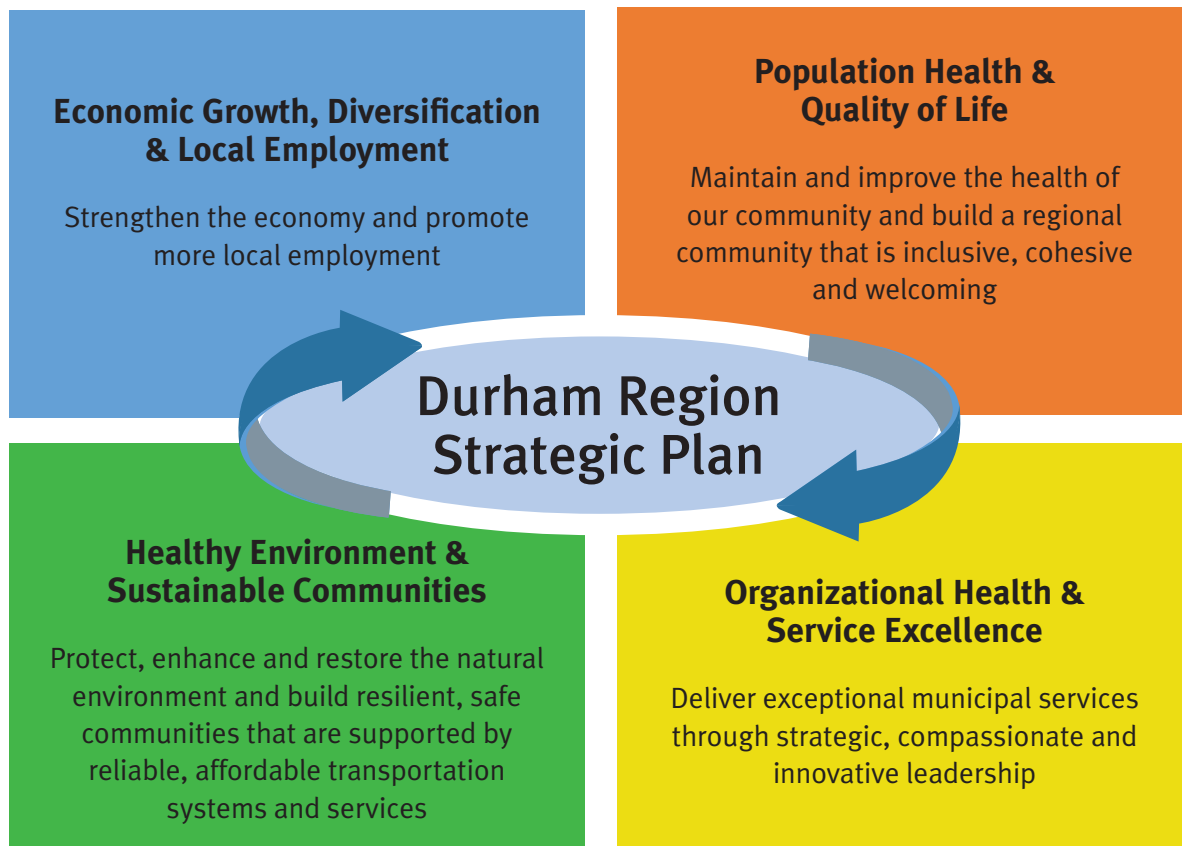 Economic Growth, Diversification
& Local Employment
Strengthen the economy and promote
more local employment
Population Health &
Quality of Life
Maintain and improve the health of
our community and build a regional
community that is inclusive, cohesive
and welcoming
Durham Region
Strategic Plan
Healthy Environment &
Sustainable Communities
Protect, enhance and restore the natural
environment and build resilient, safe
communities that are supported by
reliable, affordable transportation
systems and services
Organizational Health &
Service Excellence
Deliver exceptional municipal services
through strategic, compassionate and
innovative leadership